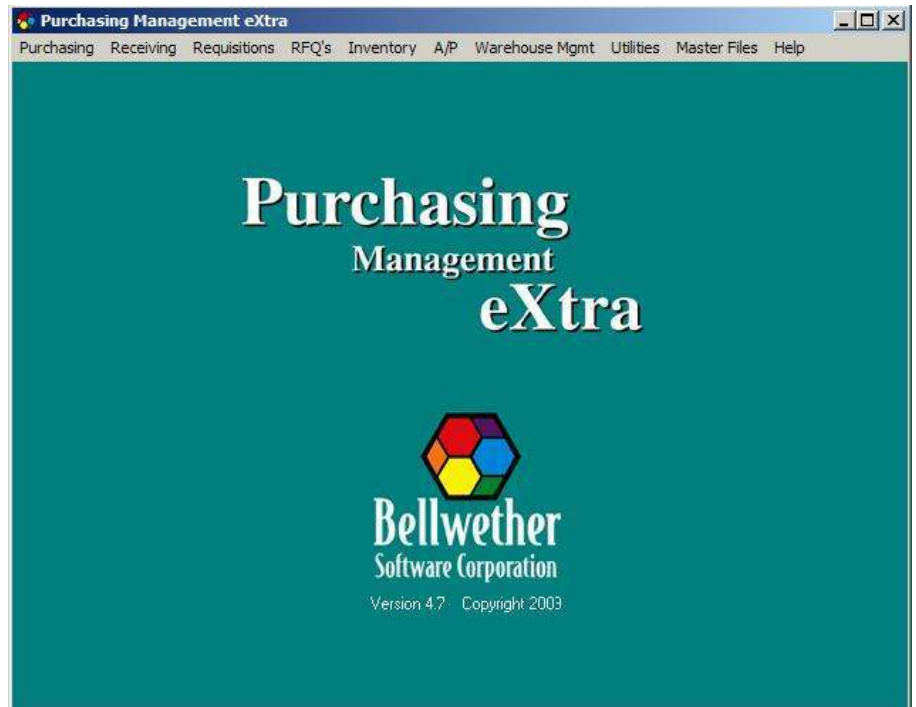 Purchasing Management eXtra
Purchasing Receiving Requisitions RFQ's Inventory A/P Warehouse Mgmt Utilities Master Files Help
Purchasing
Management
eXtra
Bellwether
Software Corporation
Version 4.7 Copyright 2003